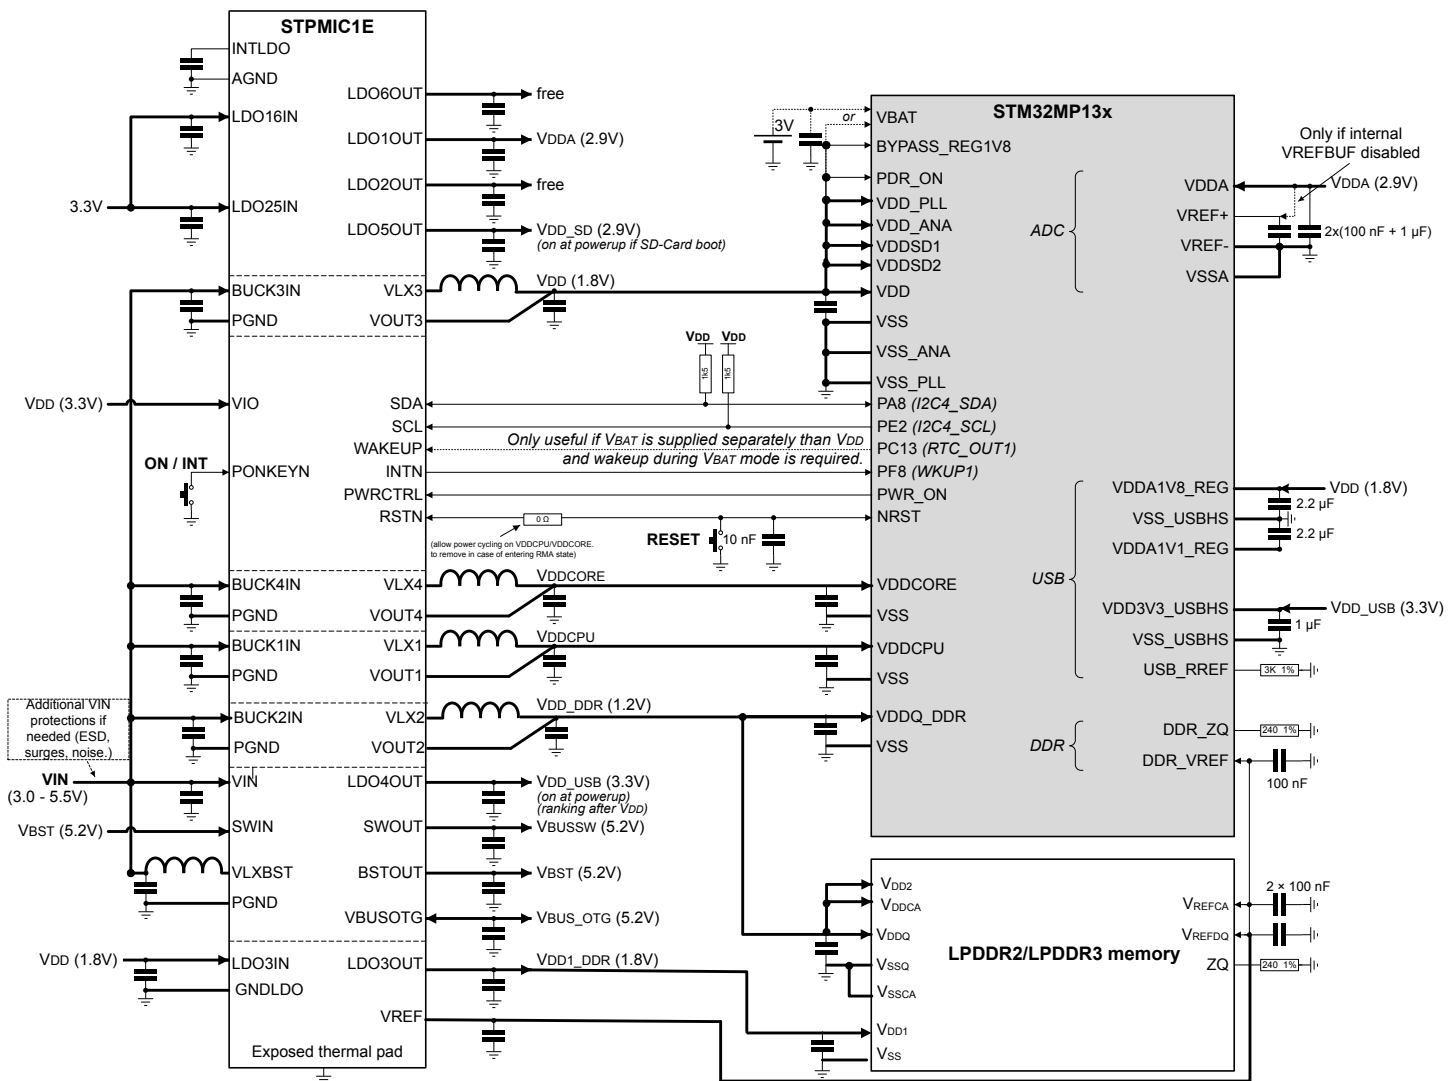 STPMIC1E
INTLDO
AGND
LDO6OUT
free
LDO16IN
LDO1OUT
VDDA (2.9V)
LDO2OUT
free
3.3V
LDO25IN
LDO5OUT
VDD_SD (2.9V)
(on at powerup if SD-Card boot)
BUCK3IN
VLX3
VDD (1.8V)
PGND
VOUT3
VDD (3.3V)
VIO
SDA
SCL
WAKEUP
ON / INT
PONKEYN
INTN
PWRCTRL
RSTN
VDD
VDD
1k5
1k5
Only useful if VBAT is supplied separately than VDD
and wakeup during VBAT mode is required.
0 Ω
(allow power cycling on VDDCPU/VDDCORE.
to remove in case of entering RMA state)
RESET
10 nF
BUCK4IN
VLX4
VDDCORE
PGND
VOUT4
BUCK1IN
VLX1
VDDCPU
PGND
VOUT1
Additional VIN
protections if
needed (ESD,
surges, noise.)
BUCK2IN
VLX2
VDD_DDR (1.2V)
PGND
VOUT2
VIN
(3.0 - 5.5V)
VIN
LDO4OUT
VDD_USB (3.3V)
(on at powerup)
(ranking after VDD)
VBST (5.2V)
SWIN
SWOUT
VBUSSW (5.2V)
VLXBST
BSTOUT
VBST (5.2V)
PGND
VBUSOTG
VBUS_OTG (5.2V)
VDD (1.8V)
LDO3IN
LDO3OUT
VDD1_DDR (1.8V)
GNDLDO
VREF
Exposed thermal pad
STM32MP13x
3V
or
VBAT
BYPASS_REG1V8
PDR_ON
VDD_PLL
VDD_ANA
VDDSD1
VDDSD2
VDD
VSS
VSS_ANA
VSS_PLL
PA8 (I2C4_SDA)
PE2 (I2C4_SCL)
PC13 (RTC_OUT1)
PF8 (WKUP1)
PWR_ON
NRST
VDDCORE
VSS
VDDCPU
VSS
VDDQ_DDR
VSS
ADC
Only if internal
VREFBUF disabled
VDDA
VDDA (2.9V)
VREF+
2x(100 nF + 1 µF)
VREF-
VSSA
USB
VDDA1V8_REG
VDD (1.8V)
2.2 µF
VSS_USBHS
2.2 µF
VDDA1V1_REG
VDD3V3_USBHS
VDD_USB (3.3V)
1 µF
VSS_USBHS
USB_RREF
3K 1%
DDR
DDR_ZQ
240 1%
DDR_VREF
100 nF
LPDDR2/LPDDR3 memory
VDD2
VDDCA
VDDQ
VSSQ
VSSCA
VDD1
VSS
2 × 100 nF
VREFCA
VREFDQ
ZQ
240 1%